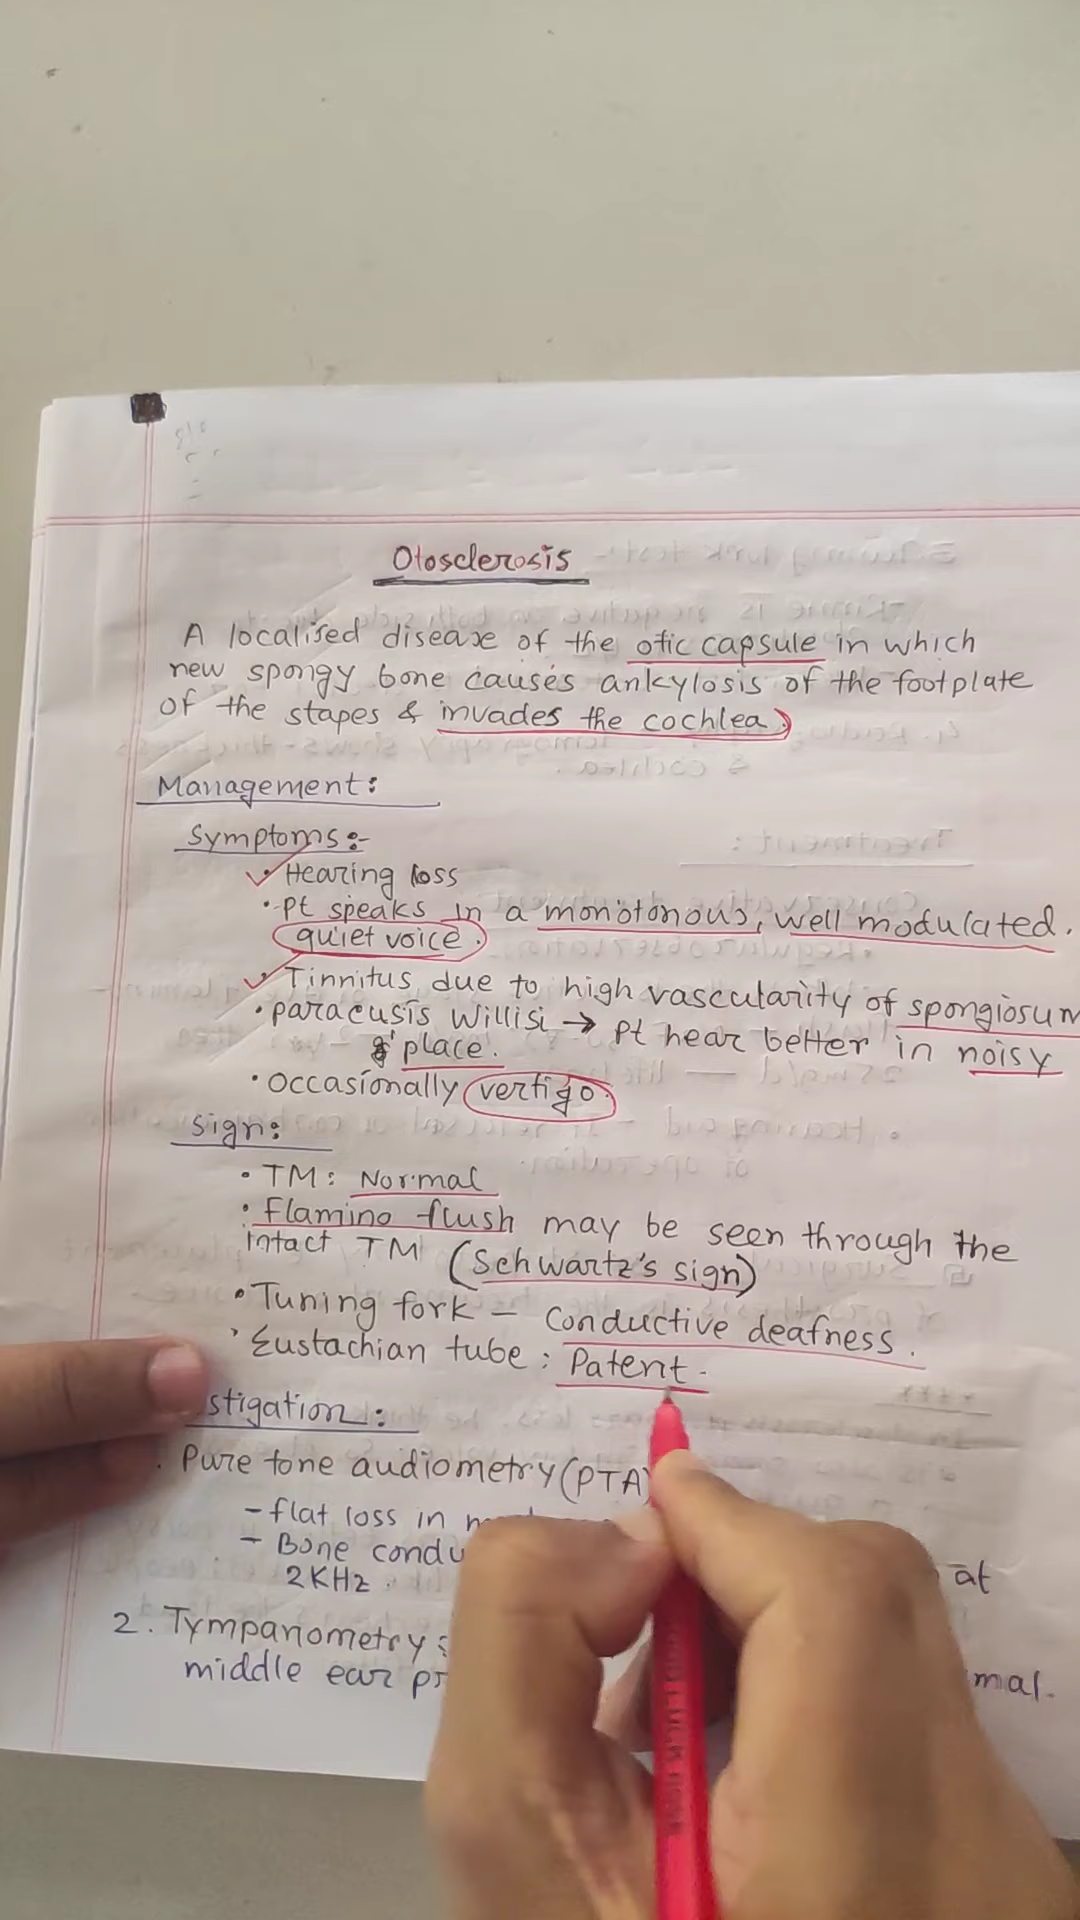 Otosclerosis
A localised disease of the otic capsule in which
new spongy bone causes ankylosis of the footplate
of the stapes & invades the cochlea.
Management:
Symptoms:-
• Hearing loss
• Pt speaks in a monotonous, well modulated.
quiet voice.
• Tinnitus due to high vascularity of spongiosum
• Paracusis Willisi → pt hear better in noisy
place.
• Occasionally vertigo.
Sign:
• TM: Normal
• Flamino flush may be seen through the
intact TM (Schwartz's sign)
• Tuning fork – Conductive deafness.
• Eustachian tube: Patent.
stigation:
. Pure tone audiometry (PTA)
- flat loss in
- Bone condu at
2KHz.
2. Tympanometry:
middle ear pr mal.